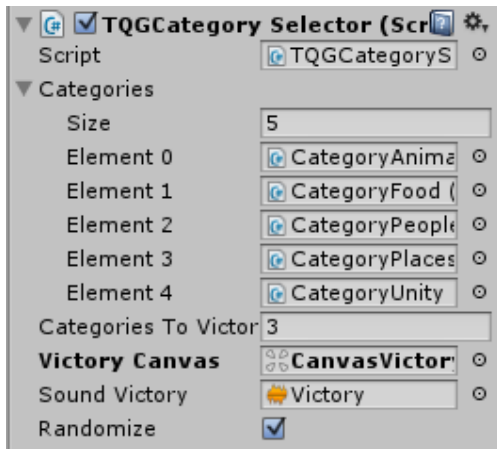 TQGCategory Selector (Scr
Script TQGCategoryS
Categories
Size 5
Element 0 CategoryAnima
Element 1 CategoryFood (
Element 2 CategoryPeople
Element 3 CategoryPlaces
Element 4 CategoryUnity
Categories To Victor 3
Victory Canvas CanvasVictor
Sound Victory Victory
Randomize